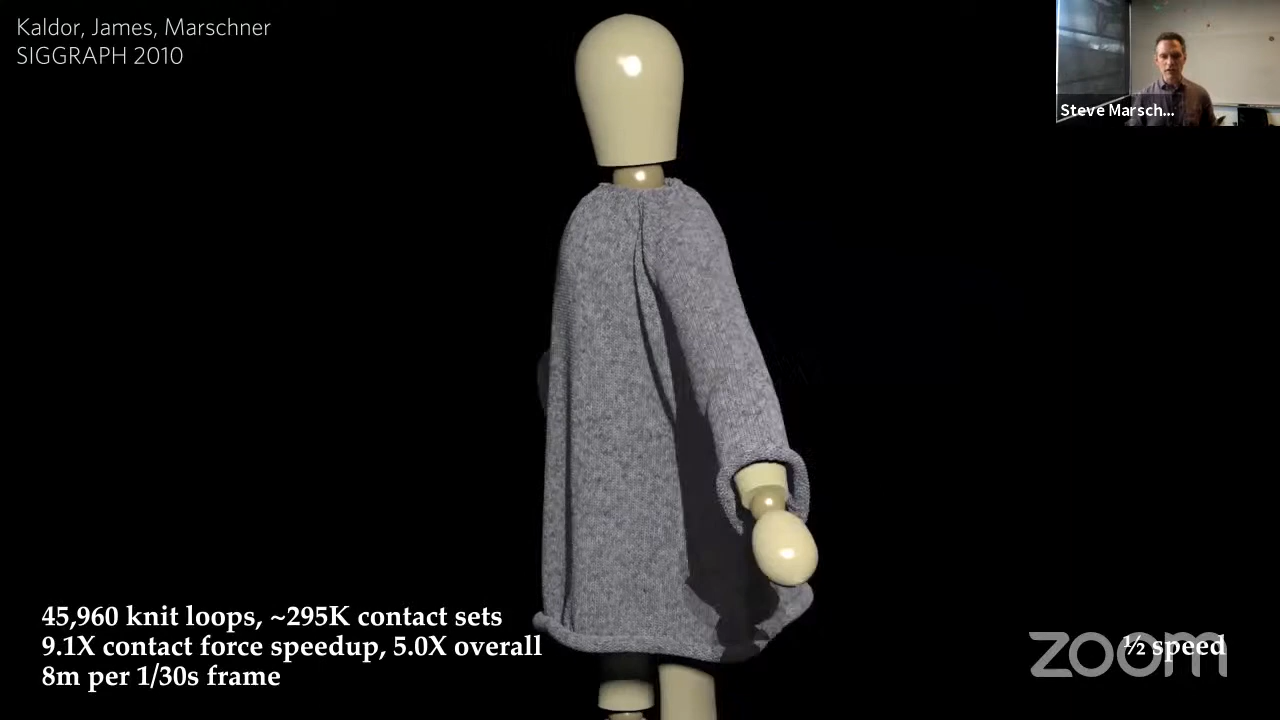 Kaldor, James, Marschner
SIGGRAPH 2010
Steve Marsch...
45,960 knit loops, ~295K contact sets
9.1X contact force speedup, 5.0X overall
8m per 1/30s frame
½ speed
zoom